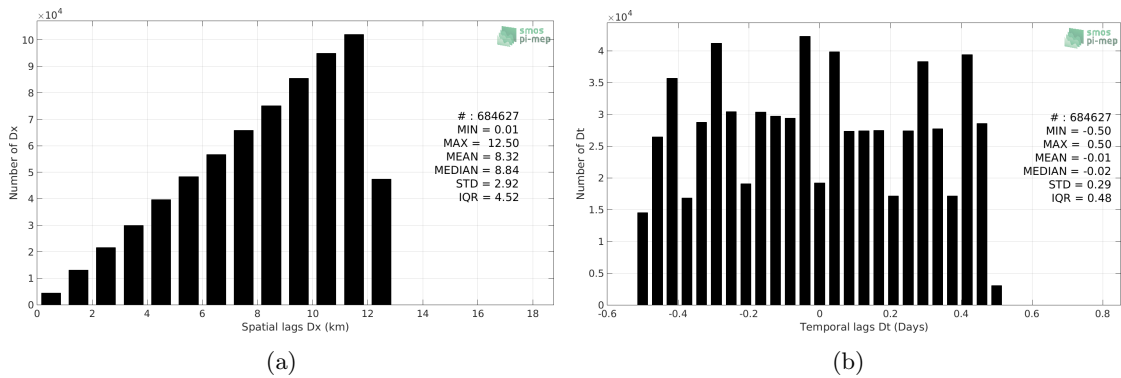 ×10⁴
10
9
8
7
6
5
4
3
2
1
0
Number of Dx
0 2 4 6 8 10 12 14 16 18
Spatial lags Dx (km)
smos
pi-mep
# : 684627
MIN = 0.01
MAX = 12.50
MEAN = 8.32
MEDIAN = 8.84
STD = 2.92
IQR = 4.52
(a)
×10⁴
4
3.5
3
2.5
2
1.5
1
0.5
0
Number of Dt
-0.6 -0.4 -0.2 0 0.2 0.4 0.6 0.8
Temporal lags Dt (Days)
smos
pi-mep
# : 684627
MIN = -0.50
MAX = 0.50
MEAN = -0.01
MEDIAN = -0.02
STD = 0.29
IQR = 0.48
(b)